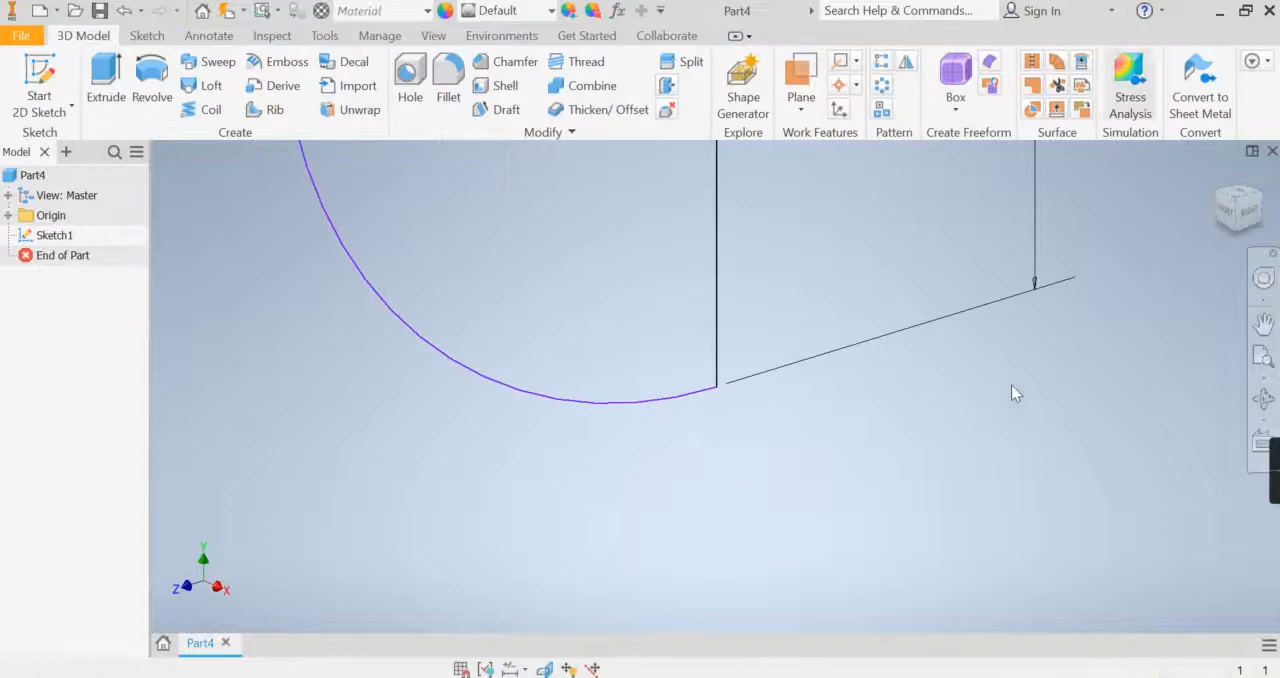 Material Default fx Part4 Search Help & Commands... Sign In
File 3D Model Sketch Annotate Inspect Tools Manage View Environments Get Started Collaborate
Start 2D Sketch Extrude Revolve Sweep Emboss Decal Hole Fillet Chamfer Thread Split Shape Generator Plane Box Stress Analysis Convert to Sheet Metal
Loft Derive Import Shell Combine
Coil Rib Unwrap Draft Thicken/ Offset
Sketch Create Modify Explore Work Features Pattern Create Freeform Surface Simulation Convert
Model
Part4
View: Master
Origin
Sketch1
End of Part
FRONT RIGHT
Y
Z X
Part4
1 1